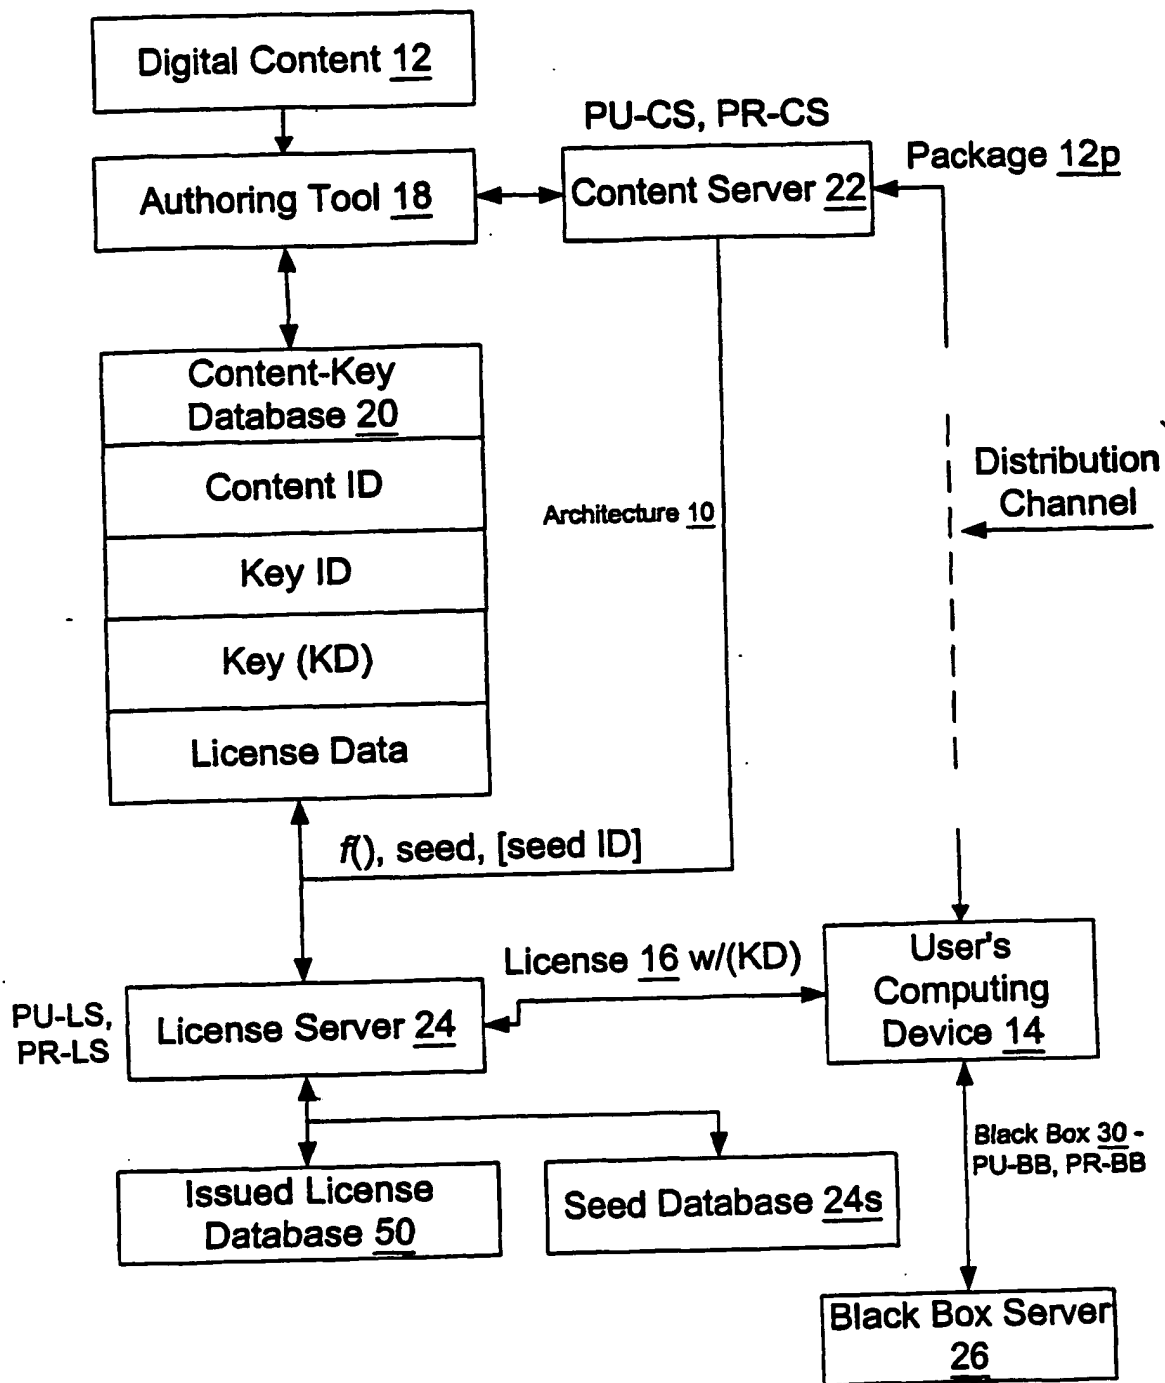 Digital Content 12
PU-CS, PR-CS
Package 12p
Authoring Tool 18
Content Server 22
Content-Key
Database 20
Content ID
Key ID
Key (KD)
License Data
Architecture 10
Distribution
Channel
f(), seed, [seed ID]
License 16 w/(KD)
User's
Computing
Device 14
PU-LS,
PR-LS
License Server 24
Black Box 30 -
PU-BB, PR-BB
Issued License
Database 50
Seed Database 24s
Black Box Server
26